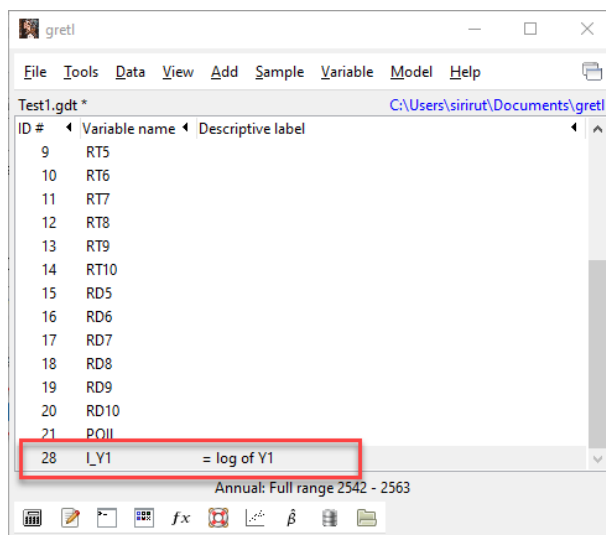 gretl
File Tools Data View Add Sample Variable Model Help
Test1.gdt * C:\Users\sirirut\Documents\gretl
ID # Variable name Descriptive label
9 RT5
10 RT6
11 RT7
12 RT8
13 RT9
14 RT10
15 RD5
16 RD6
17 RD7
18 RD8
19 RD9
20 RD10
21
28 l_Y1 = log of Y1
Annual: Full range 2542 - 2563
fx β̂